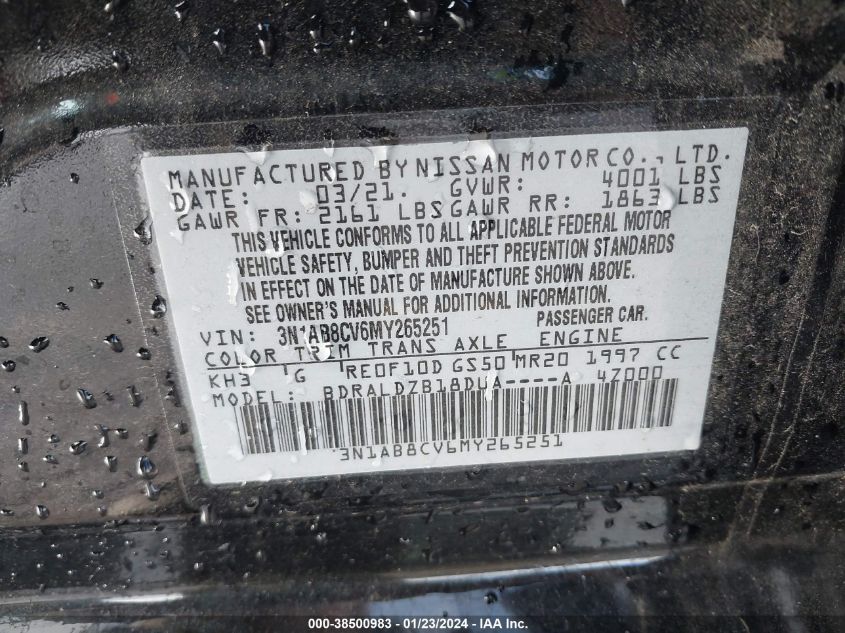 MANUFACTURED BY NISSAN MOTOR CO., LTD.
DATE: 03/21. GVWR: 4001 LBS
GAWR FR: 2161 LBS GAWR RR: 1863 LBS
THIS VEHICLE CONFORMS TO ALL APPLICABLE FEDERAL MOTOR
VEHICLE SAFETY, BUMPER AND THEFT PREVENTION STANDARDS
IN EFFECT ON THE DATE OF MANUFACTURE SHOWN ABOVE.
SEE OWNER'S MANUAL FOR ADDITIONAL INFORMATION.
VIN: 3N1AB8CV6MY265251 PASSENGER CAR.
COLOR TRIM TRANS AXLE ENGINE
KH3 G RE0F10D GS50 MR20 1997 CC
MODEL: BDRALDZB18DUA----A 4Z000
3N1AB8CV6MY265251
000-38500983 / 01/23/2024 - IAA Inc.